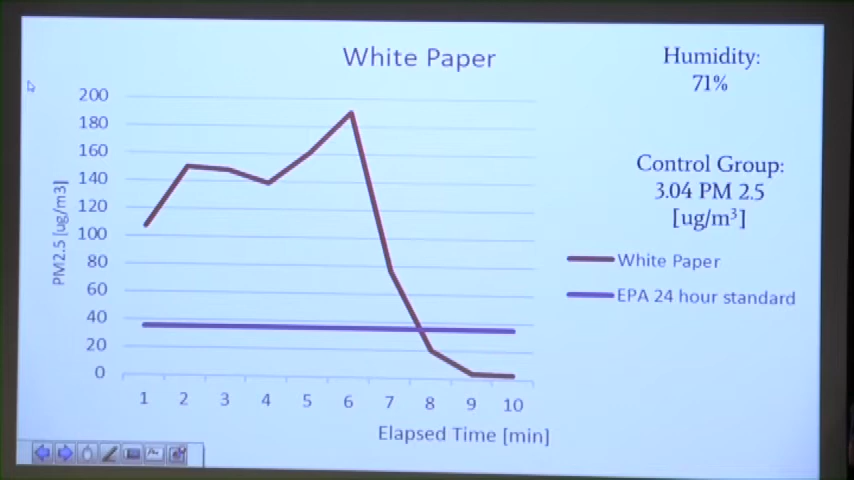 White Paper
Humidity:
71%
Control Group:
3.04 PM 2.5
[ug/m³]
200
180
160
140
120
100
80
60
40
20
0
PM2.5 [ug/m3]
1 2 3 4 5 6 7 8 9 10
Elapsed Time [min]
White Paper
EPA 24 hour standard